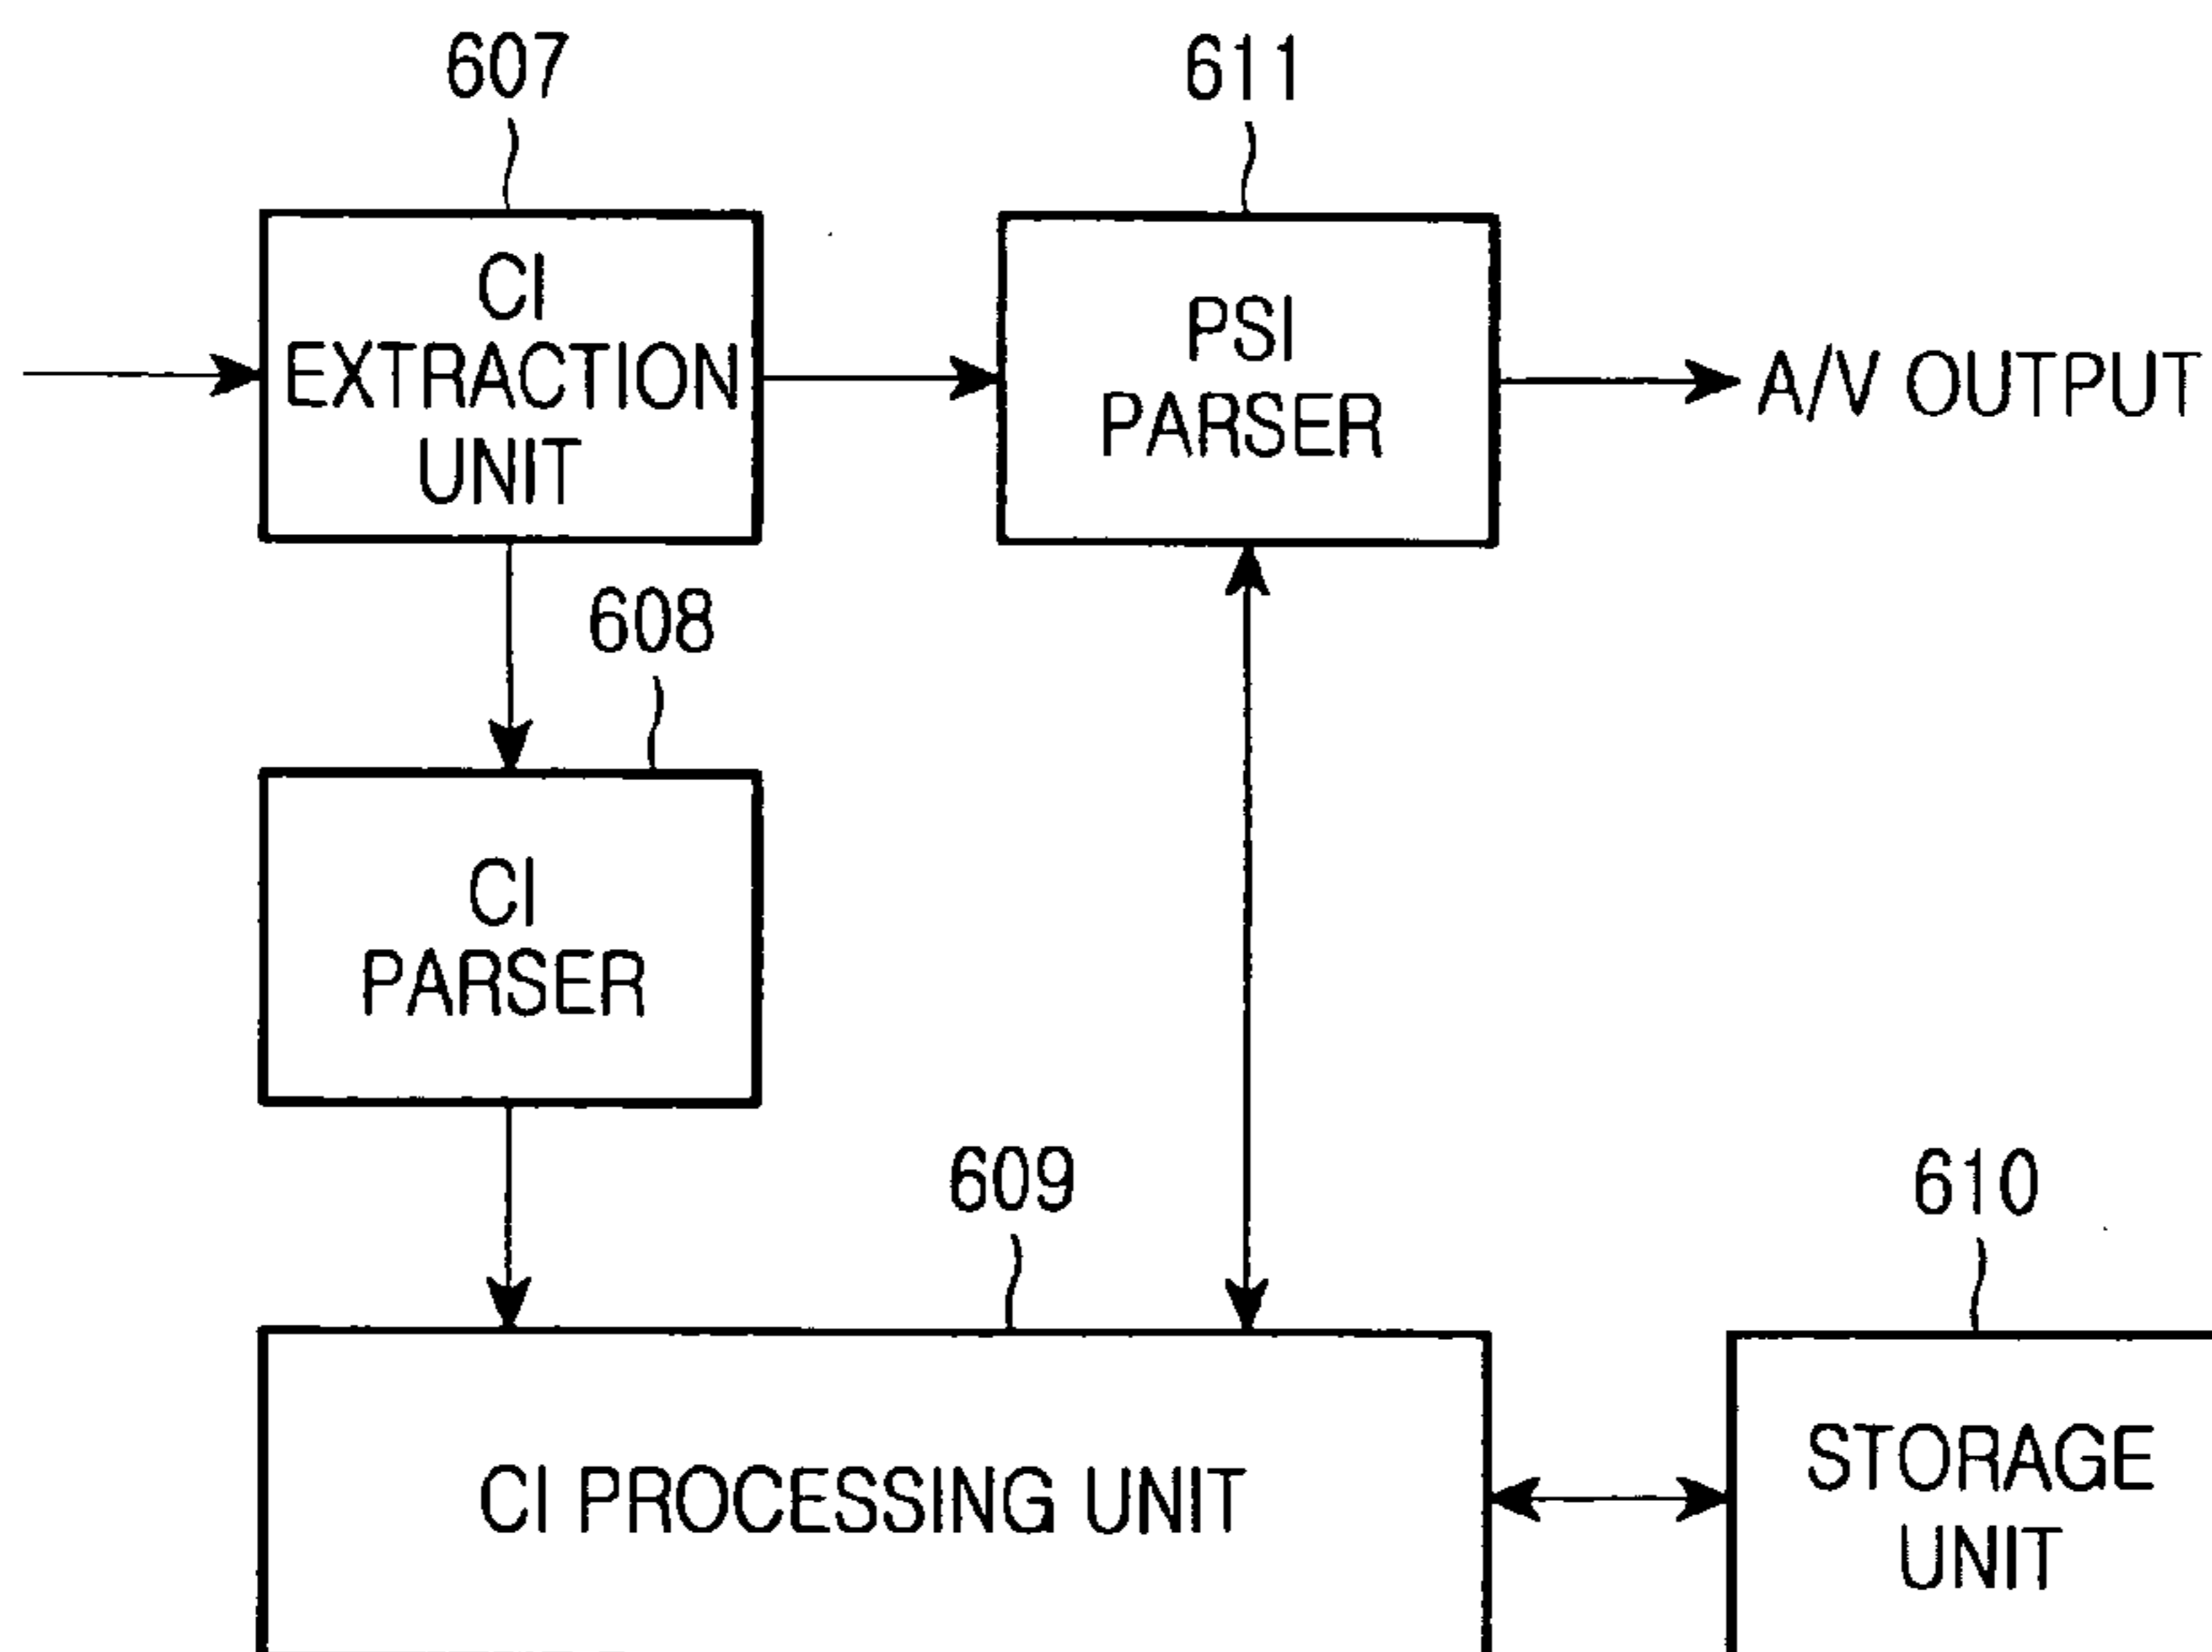 607
611
CI
EXTRACTION
UNIT
PSI
PARSER
A/V OUTPUT
608
CI
PARSER
609
610
CI PROCESSING UNIT
STORAGE
UNIT